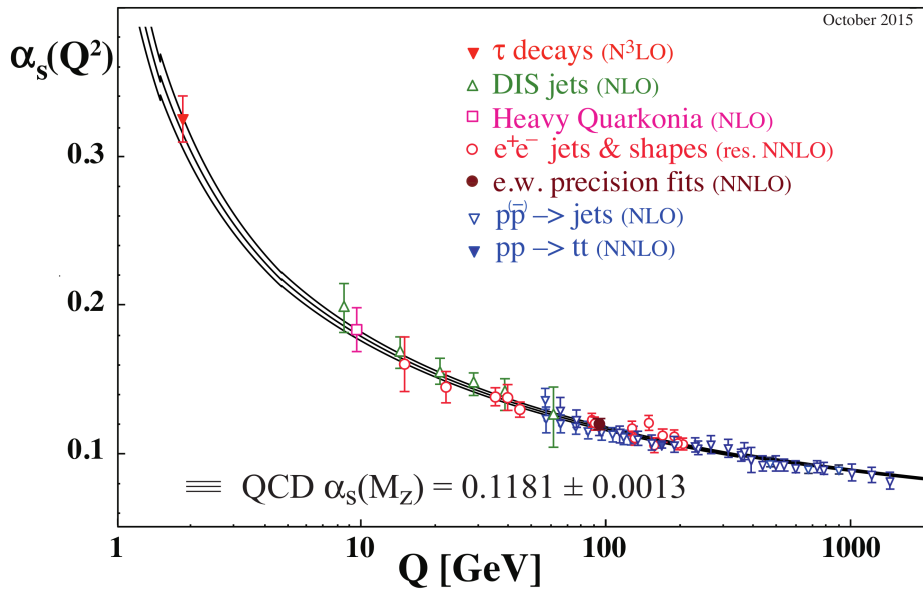 October 2015
αs(Q²)
τ decays (N³LO)
DIS jets (NLO)
Heavy Quarkonia (NLO)
e⁺e⁻ jets & shapes (res. NNLO)
e.w. precision fits (NNLO)
p(p̄) –> jets (NLO)
pp –> tt (NNLO)
0.3
0.2
0.1
QCD αs(Mz) = 0.1181 ± 0.0013
1 10 100 1000
Q [GeV]